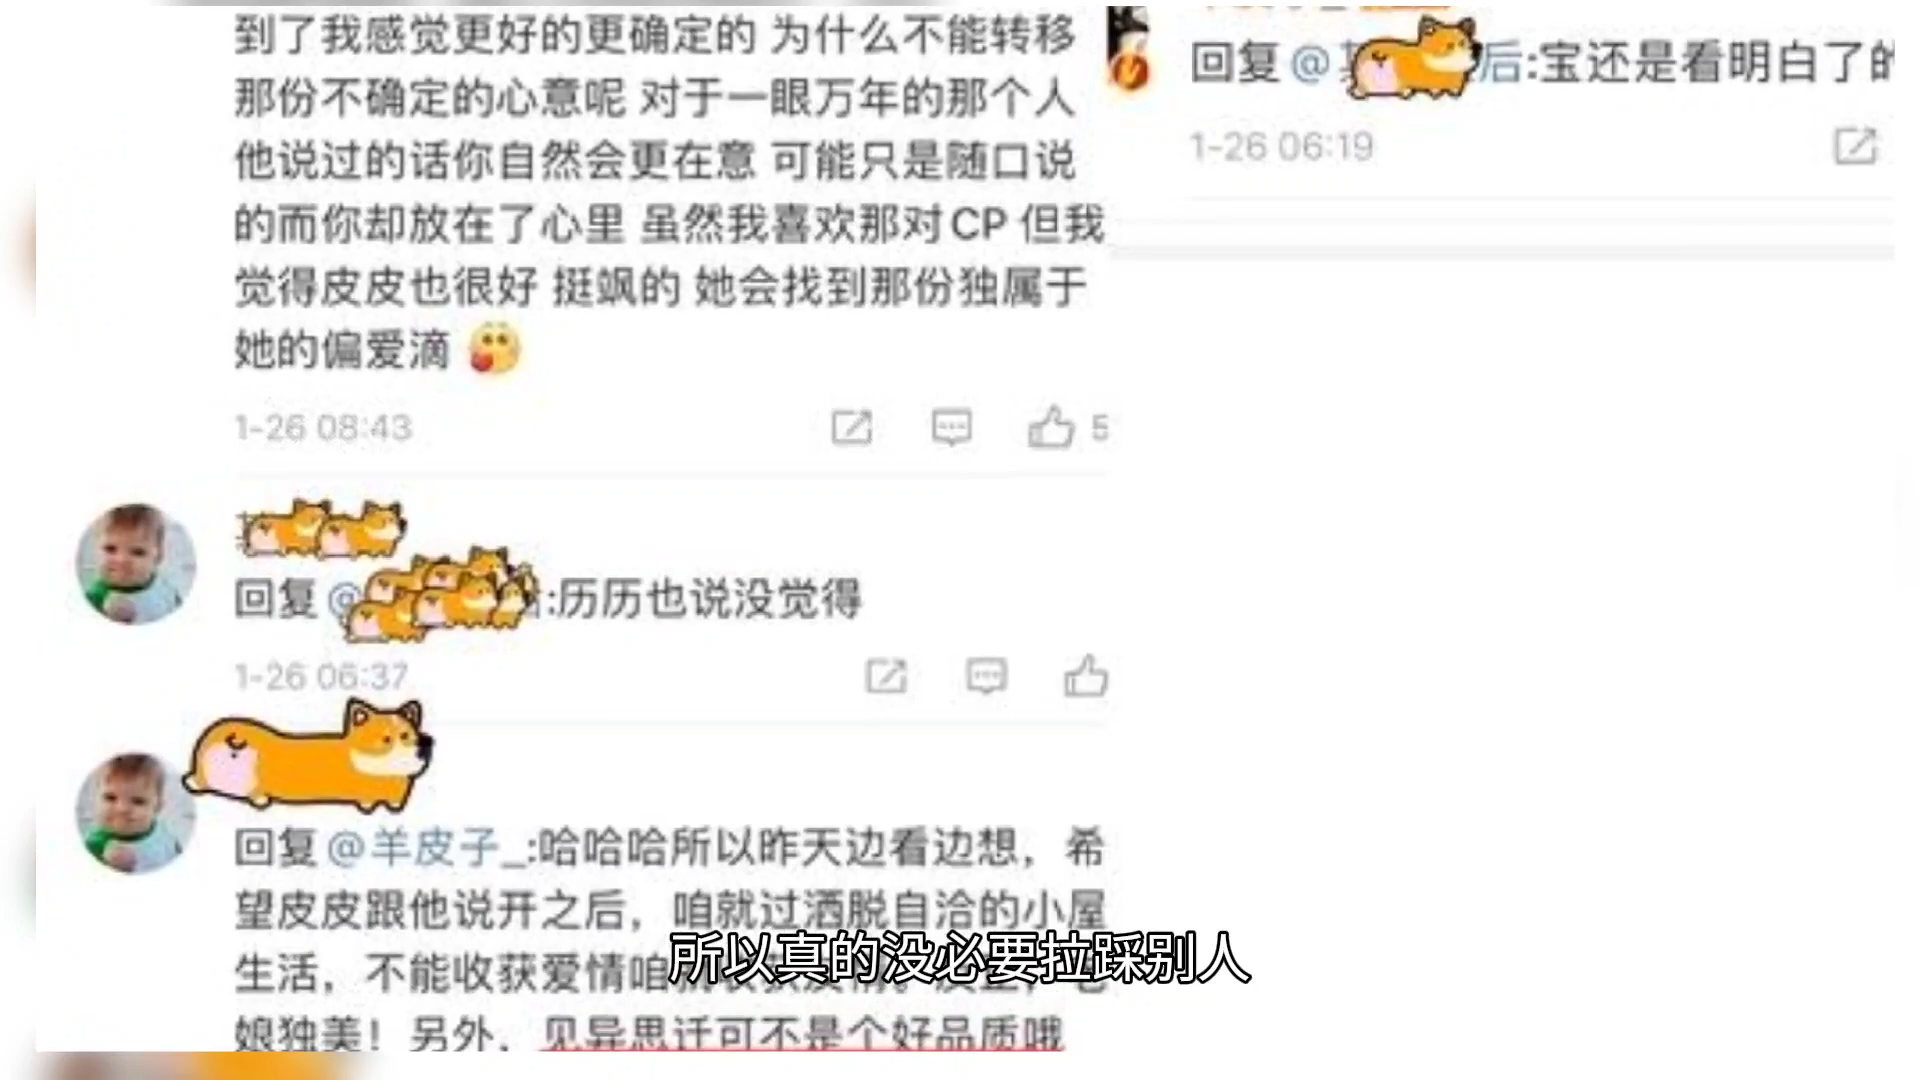 到了我感觉更好的更确定的 为什么不能转移
那份不确定的心意呢 对于一眼万年的那个人
他说过的话你自然会更在意 可能只是随口说
的而你却放在了心里 虽然我喜欢那对CP 但我
觉得皮皮也很好 挺飒的 她会找到那份独属于
她的偏爱滴
1-26 08:43
5
回复 @
:历历也说没觉得
1-26 06:37
回复 @羊皮子_:哈哈哈所以昨天边看边想，希
望皮皮跟他说开之后，咱就过洒脱自洽的小屋
生活，不能收获爱情咱
娘独美！另外，见异思迁可不是个好品质哦
回复 @
后:宝还是看明白了的
1-26 06:19
所以真的没必要拉踩别人